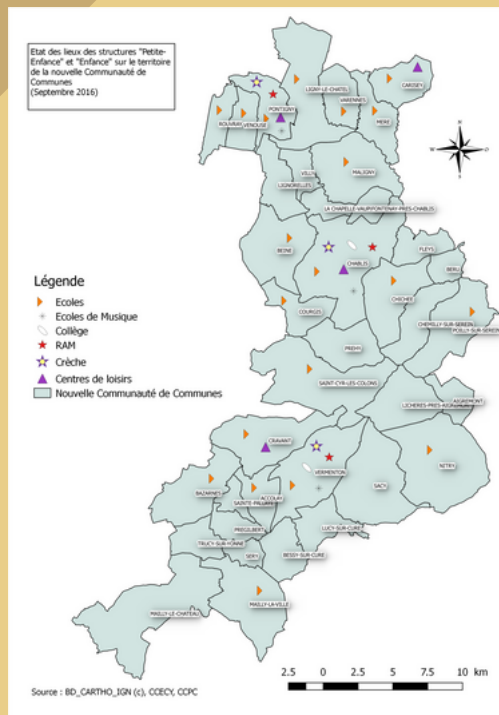 Etat des lieux des structures "Petite-
Enfance" et "Enfance" sur le territoire
de la nouvelle Communauté de
Communes
(Septembre 2016)
CARISEY
LIGNY-LE-CHATEL
VARENNES
PONTIGNY
MERE
ROUVRAY
VENOUSE
N
MALIGNY
VILLY
LIGNORELLES
LA CHAPELLE-VAUPELTEIGNE
FONTENAY-PRES-CHABLIS
BEINE
FLEYS
CHABLIS
BERU
CHICHEE
COURGIS
CHEMILLY-SUR-SEREIN
POILLY-SUR-SEREIN
PREHY
SAINT-CYR-LES-COLONS
AIGREMONT
LICHERES-PRES-AIGREMONT
CRAVANT
NITRY
VERMENTON
SACY
BAZARNES
ACCOLAY
SAINTE-PALLAYE
PREGILBERT
LUCY-SUR-CURE
TRUCY-SUR-YONNE
SERY
BESSY-SUR-CURE
MAILLY-LA-VILLE
MAILLY-LE-CHATEAU
Légende
Ecoles
Ecoles de Musique
Collège
RAM
Crèche
Centres de loisirs
Nouvelle Communauté de Communes
2.5 0 2.5 5 7.5 10 km
Source : BD_CARTHO_IGN (c), CCECY, CCPC